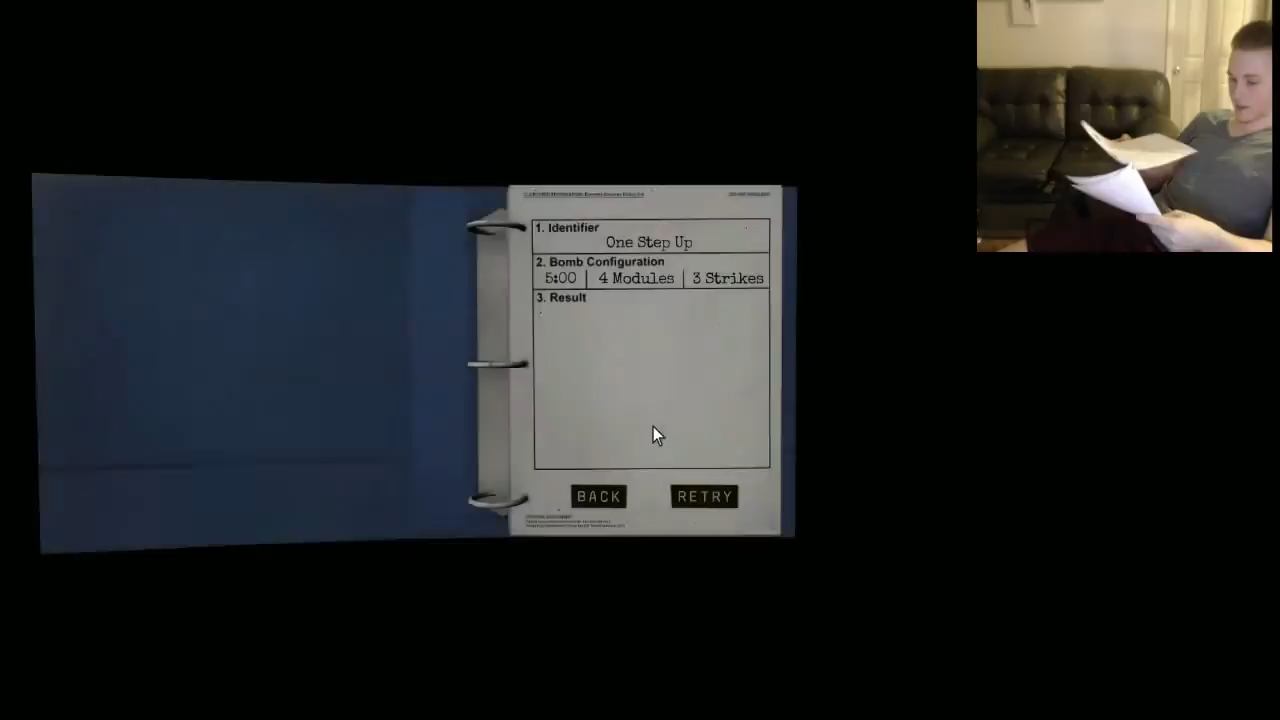 1. Identifier
One Step Up
2. Bomb Configuration
5:00 | 4 Modules | 3 Strikes
3. Result
BACK RETRY